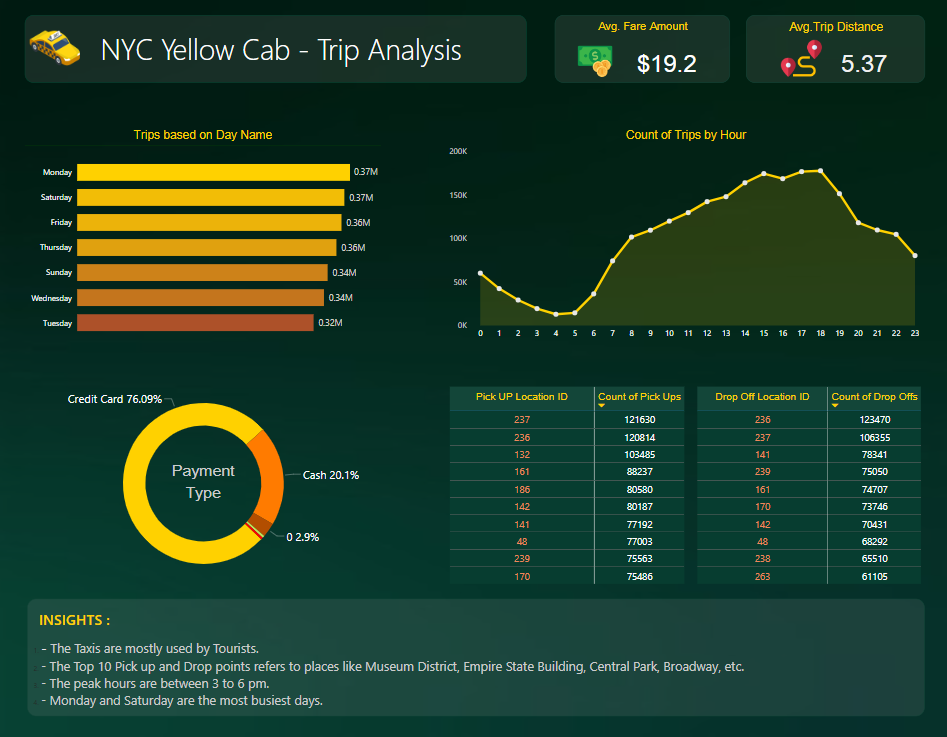 NYC Yellow Cab - Trip Analysis
Avg. Fare Amount
$19.2
Avg.Trip Distance
5.37
Trips based on Day Name
Monday 0.37M
Saturday 0.37M
Friday 0.36M
Thursday 0.36M
Sunday 0.34M
Wednesday 0.34M
Tuesday 0.32M
Count of Trips by Hour
200K
150K
100K
50K
0K
0 1 2 3 4 5 6 7 8 9 10 11 12 13 14 15 16 17 18 19 20 21 22 23
Credit Card 76.09%
Payment
Type
Cash 20.1%
0 2.9%
Pick UP Location ID Count of Pick Ups
237 121630
236 120814
132 103485
161 88237
186 80580
142 80187
141 77192
48 77003
239 75563
170 75486
Drop Off Location ID Count of Drop Offs
236 123470
237 106355
141 78341
239 75050
161 74707
170 73746
142 70431
48 68292
238 65510
263 61105
INSIGHTS :
- The Taxis are mostly used by Tourists.
- The Top 10 Pick up and Drop points refers to places like Museum District, Empire State Building, Central Park, Broadway, etc.
- The peak hours are between 3 to 6 pm.
- Monday and Saturday are the most busiest days.